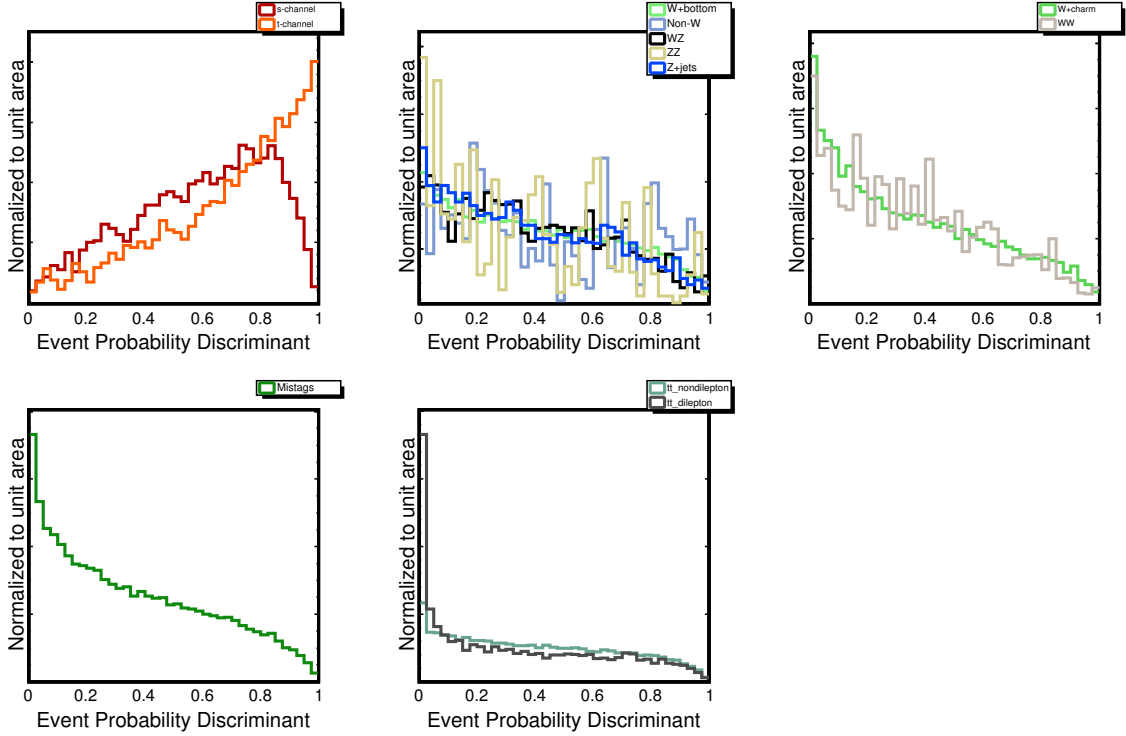 s-channel
t-channel
Normalized to unit area
0 0.2 0.4 0.6 0.8 1
Event Probability Discriminant
W+bottom
Non-W
WZ
ZZ
Z+jets
Normalized to unit area
0 0.2 0.4 0.6 0.8 1
Event Probability Discriminant
W+charm
WW
Normalized to unit area
0 0.2 0.4 0.6 0.8 1
Event Probability Discriminant
Mistags
Normalized to unit area
0 0.2 0.4 0.6 0.8 1
Event Probability Discriminant
tt_nondilepton
tt_dilepton
Normalized to unit area
0 0.2 0.4 0.6 0.8 1
Event Probability Discriminant